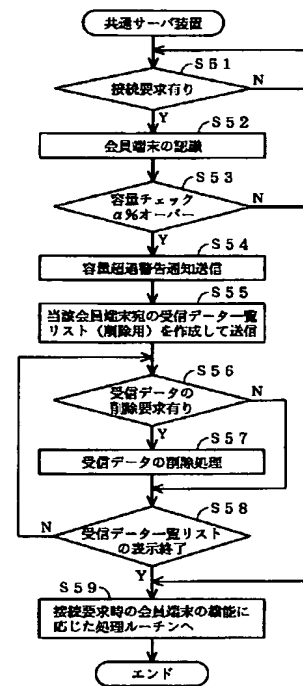 共通サーバ装置
S51
接続要求有り
N
Y
S52
会員端末の認識
S53
容量チェック
α%オーバー
N
Y
S54
容量超過警告通知送信
S55
当該会員端末宛の受信データ一覧
リスト(削除用)を作成して送信
S56
受信データの
削除要求有り
N
Y
S57
受信データの削除処理
S58
受信データ一覧リスト
の表示終了
N
Y
S59
接続要求時の会員端末の機能に
応じた処理ルーチンへ
エンド